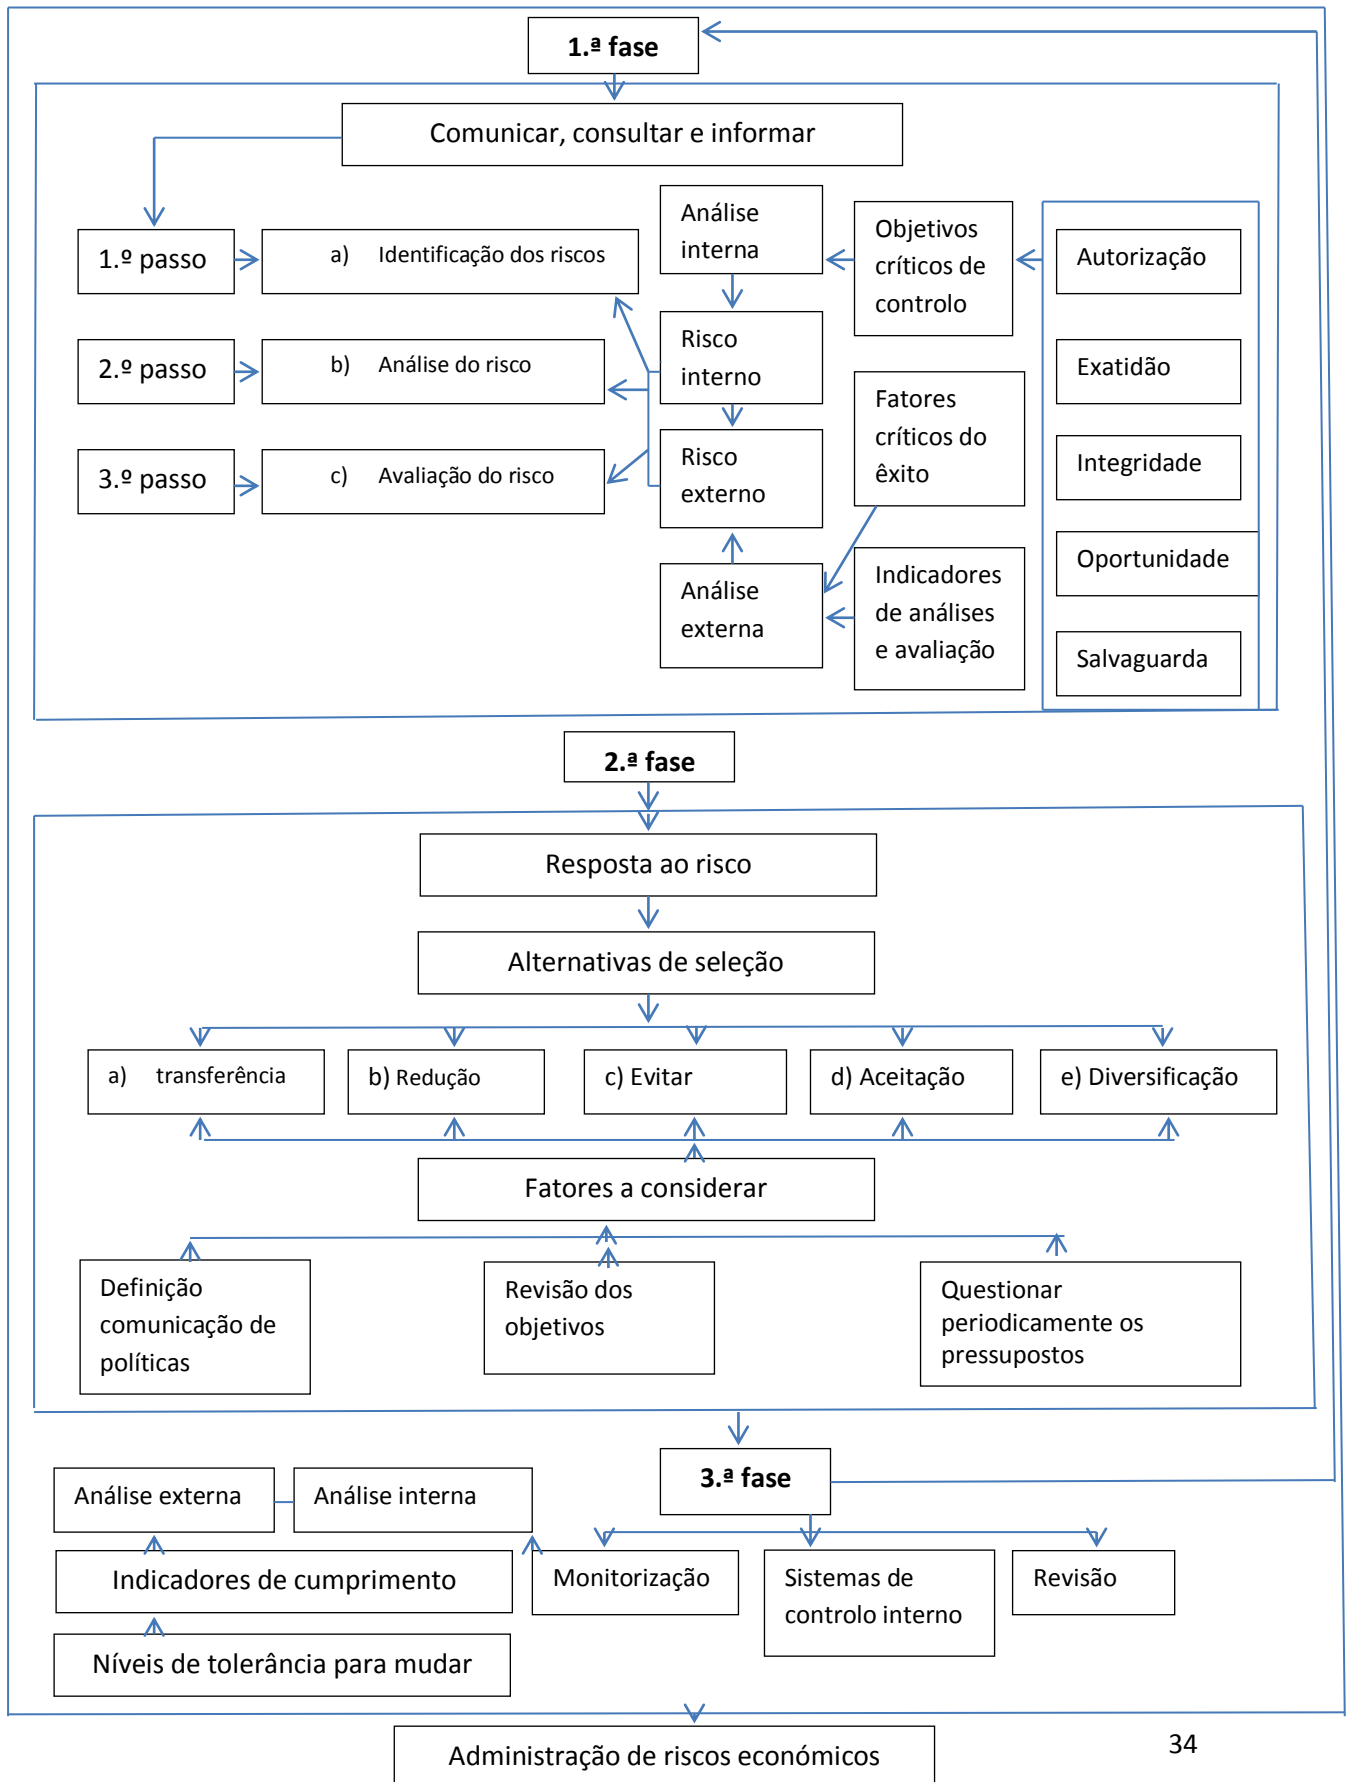 1.ª fase
Comunicar, consultar e informar
1.º passo
a) Identificação dos riscos
2.º passo
b) Análise do risco
3.º passo
c) Avaliação do risco
Análise
interna
Risco
interno
Risco
externo
Análise
externa
Objetivos
críticos de
controlo
Fatores
críticos do
êxito
Indicadores
de análises
e avaliação
Autorização
Exatidão
Integridade
Oportunidade
Salvaguarda
2.ª fase
Resposta ao risco
Alternativas de seleção
a) transferência
b) Redução
c) Evitar
d) Aceitação
e) Diversificação
Fatores a considerar
Definição
comunicação de
políticas
Revisão dos
objetivos
Questionar
periodicamente os
pressupostos
3.ª fase
Análise externa
Análise interna
Indicadores de cumprimento
Níveis de tolerância para mudar
Monitorização
Sistemas de
controlo interno
Revisão
Administração de riscos económicos
34